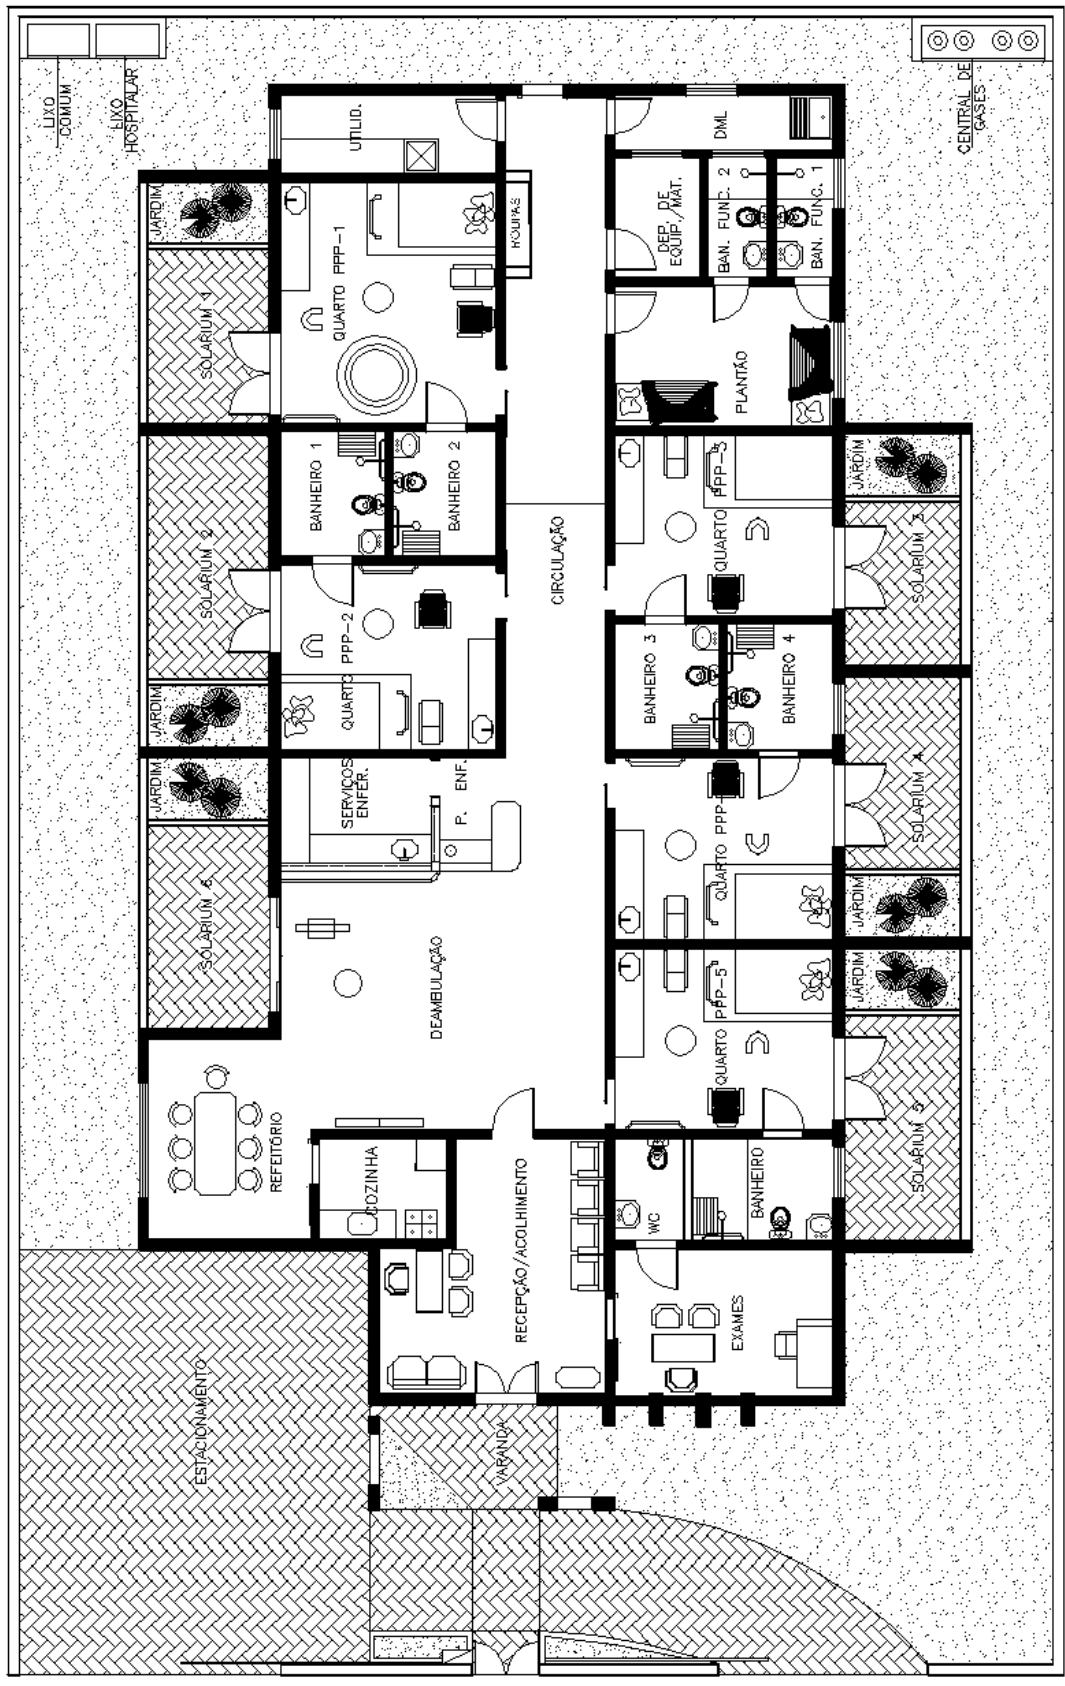 LIXO
COMUM
LIXO
HOSPITALAR
CENTRAL DE
GASES
UTILID.
DML
JARDIM
ROUPAS
DEP. DE
EQUIP./MAT.
BAN. FUNC. 2
BAN. FUNC. 1
SOLARIUM 1
QUARTO PPP-1
PLANTÃO
BANHEIRO 1
BANHEIRO 2
JARDIM
SOLARIUM 2
CIRCULAÇÃO
QUARTO PPP-3
SOLARIUM 3
QUARTO PPP-2
BANHEIRO 3
BANHEIRO 4
JARDIM
JARDIM
SERVIÇOS
ENFER.
P. ENF.
SOLARIUM 4
QUARTO PPP-
SOLARIUM 6
JARDIM
DEAMBULAÇÃO
JARDIM
QUARTO PPP-5
SOLARIUM 5
REFEITÓRIO
COZINHA
RECEPÇÃO/ACOLHIMENTO
WC
BANHEIRO
EXAMES
ESTACIONAMENTO
VARANDA